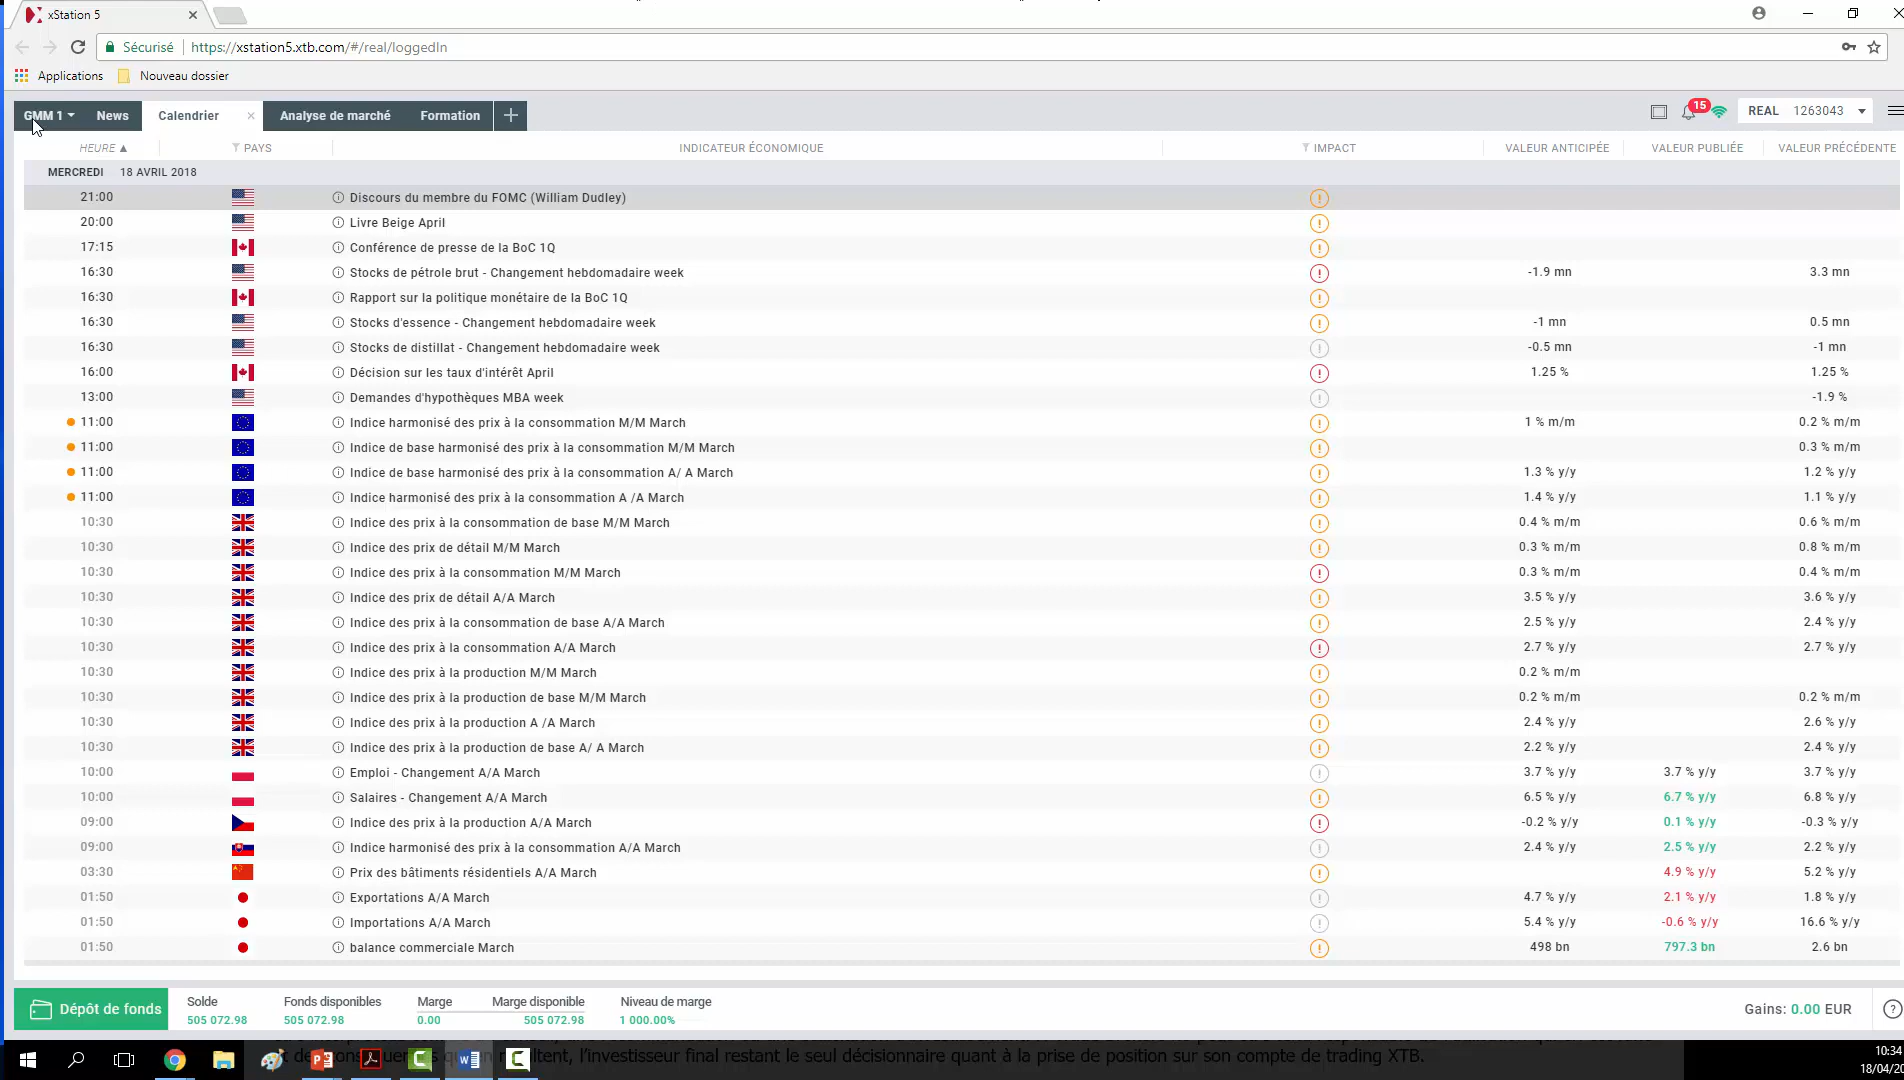 xStation 5
Sécurisé https://xstation5.xtb.com/#/real/loggedIn
Applications Nouveau dossier
GMM 1 News Calendrier Analyse de marché Formation 15 REAL 1263043
HEURE PAYS INDICATEUR ÉCONOMIQUE IMPACT VALEUR ANTICIPÉE VALEUR PUBLIÉE VALEUR PRÉCÉDENTE
MERCREDI 18 AVRIL 2018
21:00 Discours du membre du FOMC (William Dudley)
20:00 Livre Beige April
17:15 Conférence de presse de la BoC 1Q
16:30 Stocks de pétrole brut - Changement hebdomadaire week -1.9 mn 3.3 mn
16:30 Rapport sur la politique monétaire de la BoC 1Q
16:30 Stocks d'essence - Changement hebdomadaire week -1 mn 0.5 mn
16:30 Stocks de distillat - Changement hebdomadaire week -0.5 mn -1 mn
16:00 Décision sur les taux d'intérêt April 1.25 % 1.25 %
13:00 Demandes d'hypothèques MBA week -1.9 %
11:00 Indice harmonisé des prix à la consommation M/M March 1 % m/m 0.2 % m/m
11:00 Indice de base harmonisé des prix à la consommation M/M March 0.3 % m/m
11:00 Indice de base harmonisé des prix à la consommation A/ A March 1.3 % y/y 1.2 % y/y
11:00 Indice harmonisé des prix à la consommation A /A March 1.4 % y/y 1.1 % y/y
10:30 Indice des prix à la consommation de base M/M March 0.4 % m/m 0.6 % m/m
10:30 Indice des prix de détail M/M March 0.3 % m/m 0.8 % m/m
10:30 Indice des prix à la consommation M/M March 0.3 % m/m 0.4 % m/m
10:30 Indice des prix de détail A/A March 3.5 % y/y 3.6 % y/y
10:30 Indice des prix à la consommation de base A/A March 2.5 % y/y 2.4 % y/y
10:30 Indice des prix à la consommation A/A March 2.7 % y/y 2.7 % y/y
10:30 Indice des prix à la production M/M March 0.2 % m/m
10:30 Indice des prix à la production de base M/M March 0.2 % m/m 0.2 % m/m
10:30 Indice des prix à la production A /A March 2.4 % y/y 2.6 % y/y
10:30 Indice des prix à la production de base A/ A March 2.2 % y/y 2.4 % y/y
10:00 Emploi - Changement A/A March 3.7 % y/y 3.7 % y/y 3.7 % y/y
10:00 Salaires - Changement A/A March 6.5 % y/y 6.7 % y/y 6.8 % y/y
09:00 Indice des prix à la production A/A March -0.2 % y/y 0.1 % y/y -0.3 % y/y
09:00 Indice harmonisé des prix à la consommation A/A March 2.4 % y/y 2.5 % y/y 2.2 % y/y
03:30 Prix des bâtiments résidentiels A/A March 4.9 % y/y 5.2 % y/y
01:50 Exportations A/A March 4.7 % y/y 2.1 % y/y 1.8 % y/y
01:50 Importations A/A March 5.4 % y/y -0.6 % y/y 16.6 % y/y
01:50 balance commerciale March 498 bn 797.3 bn 2.6 bn
Dépôt de fonds Solde Fonds disponibles Marge Marge disponible Niveau de marge Gains: 0.00 EUR
505 072.98 505 072.98 0.00 505 072.98 1 000.00%
l'investisseur final restant le seul décisionnaire quant à la prise de position sur son compte de trading XTB.
10:34
18/04/20